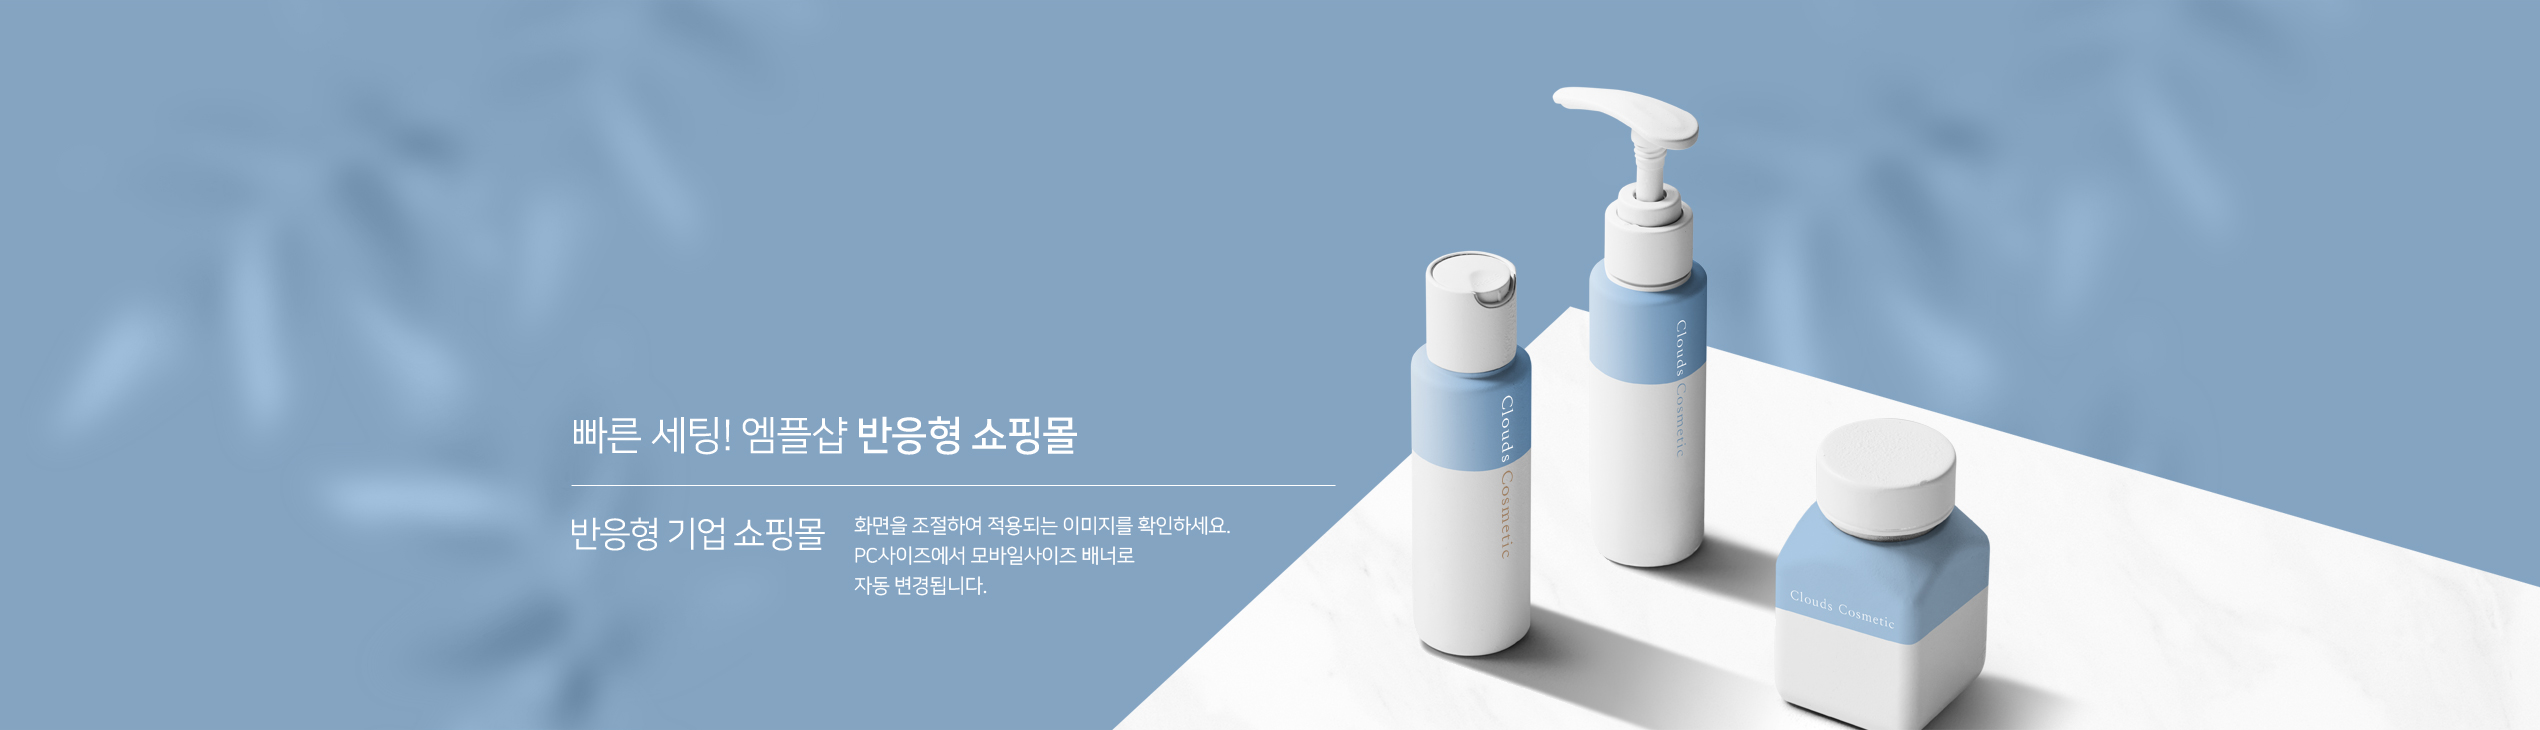 빠른 세팅! 엠플샵 반응형 쇼핑몰
반응형 기업 쇼핑몰
화면을 조절하여 적용되는 이미지를 확인하세요.
PC사이즈에서 모바일사이즈 배너로
자동 변경됩니다.
Clouds Cosmetic
Clouds Cosmetic
Clouds Cosmetic